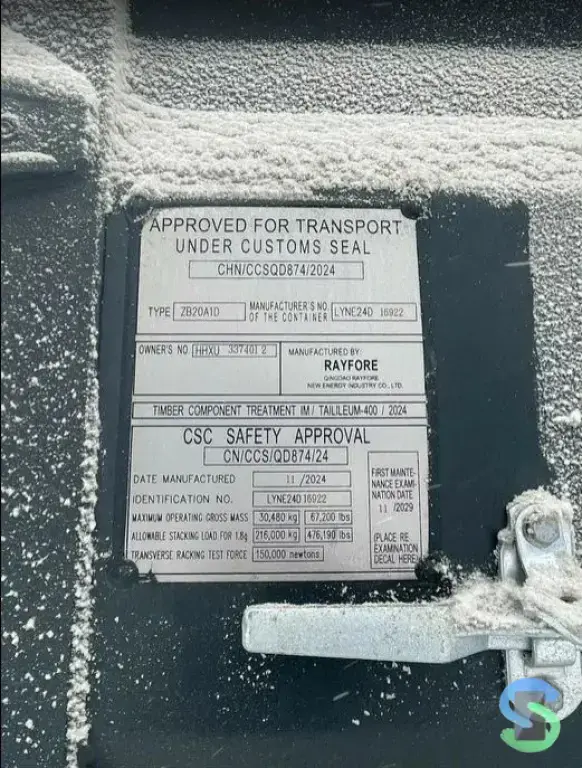 APPROVED FOR TRANSPORT
UNDER CUSTOMS SEAL
CHN/CCSQD874/2024
TYPE ZB20A1D MANUFACTURER'S NO. OF THE CONTAINER LYNE24D 16922
OWNER'S NO. HHXU 337401 2
MANUFACTURED BY:
RAYFORE
QINGDAO RAYFORE
NEW ENERGY INDUSTRY CO., LTD.
TIMBER COMPONENT TREATMENT IM / TAILILEUM-400 / 2024
CSC SAFETY APPROVAL
CN/CCS/QD874/24
DATE MANUFACTURED 11 / 2024
IDENTIFICATION NO. LYNE24D 16922
MAXIMUM OPERATING GROSS MASS 30,480 kg 67,200 lbs
ALLOWABLE STACKING LOAD FOR 1.8g 216,000 kg 476,190 lbs
TRANSVERSE RACKING TEST FORCE 150,000 newtons
FIRST MAINTE-
NANCE EXAMI-
NATION DATE
11 / 2029
(PLACE RE
EXAMINATION
DECAL HERE)